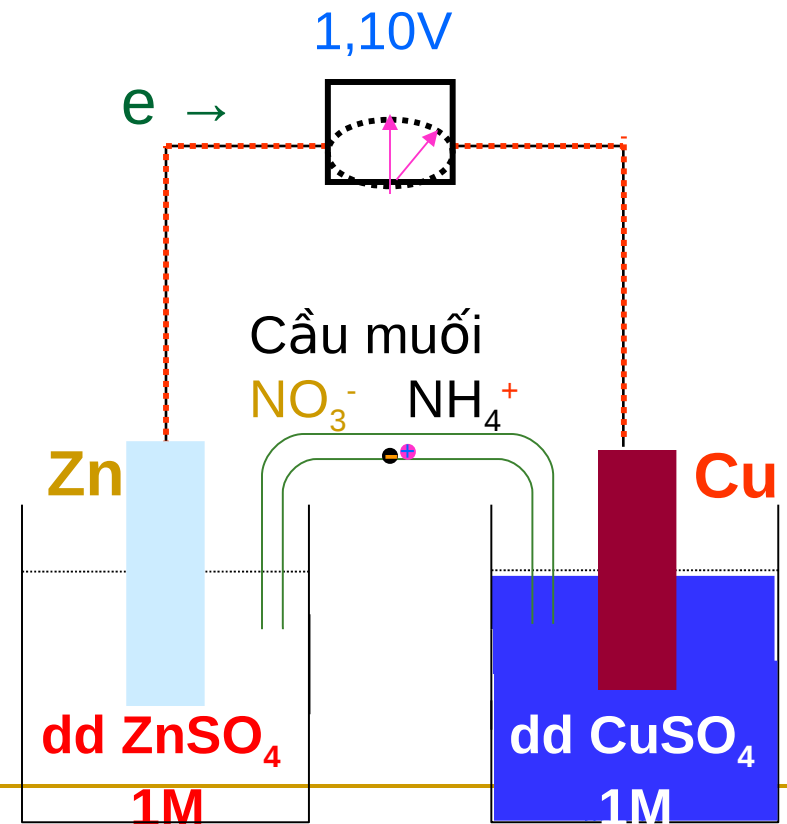 1,10V
e →
Cầu muối
NO₃⁻ NH₄⁺
Zn
Cu
dd ZnSO₄
1M
dd CuSO₄
1M